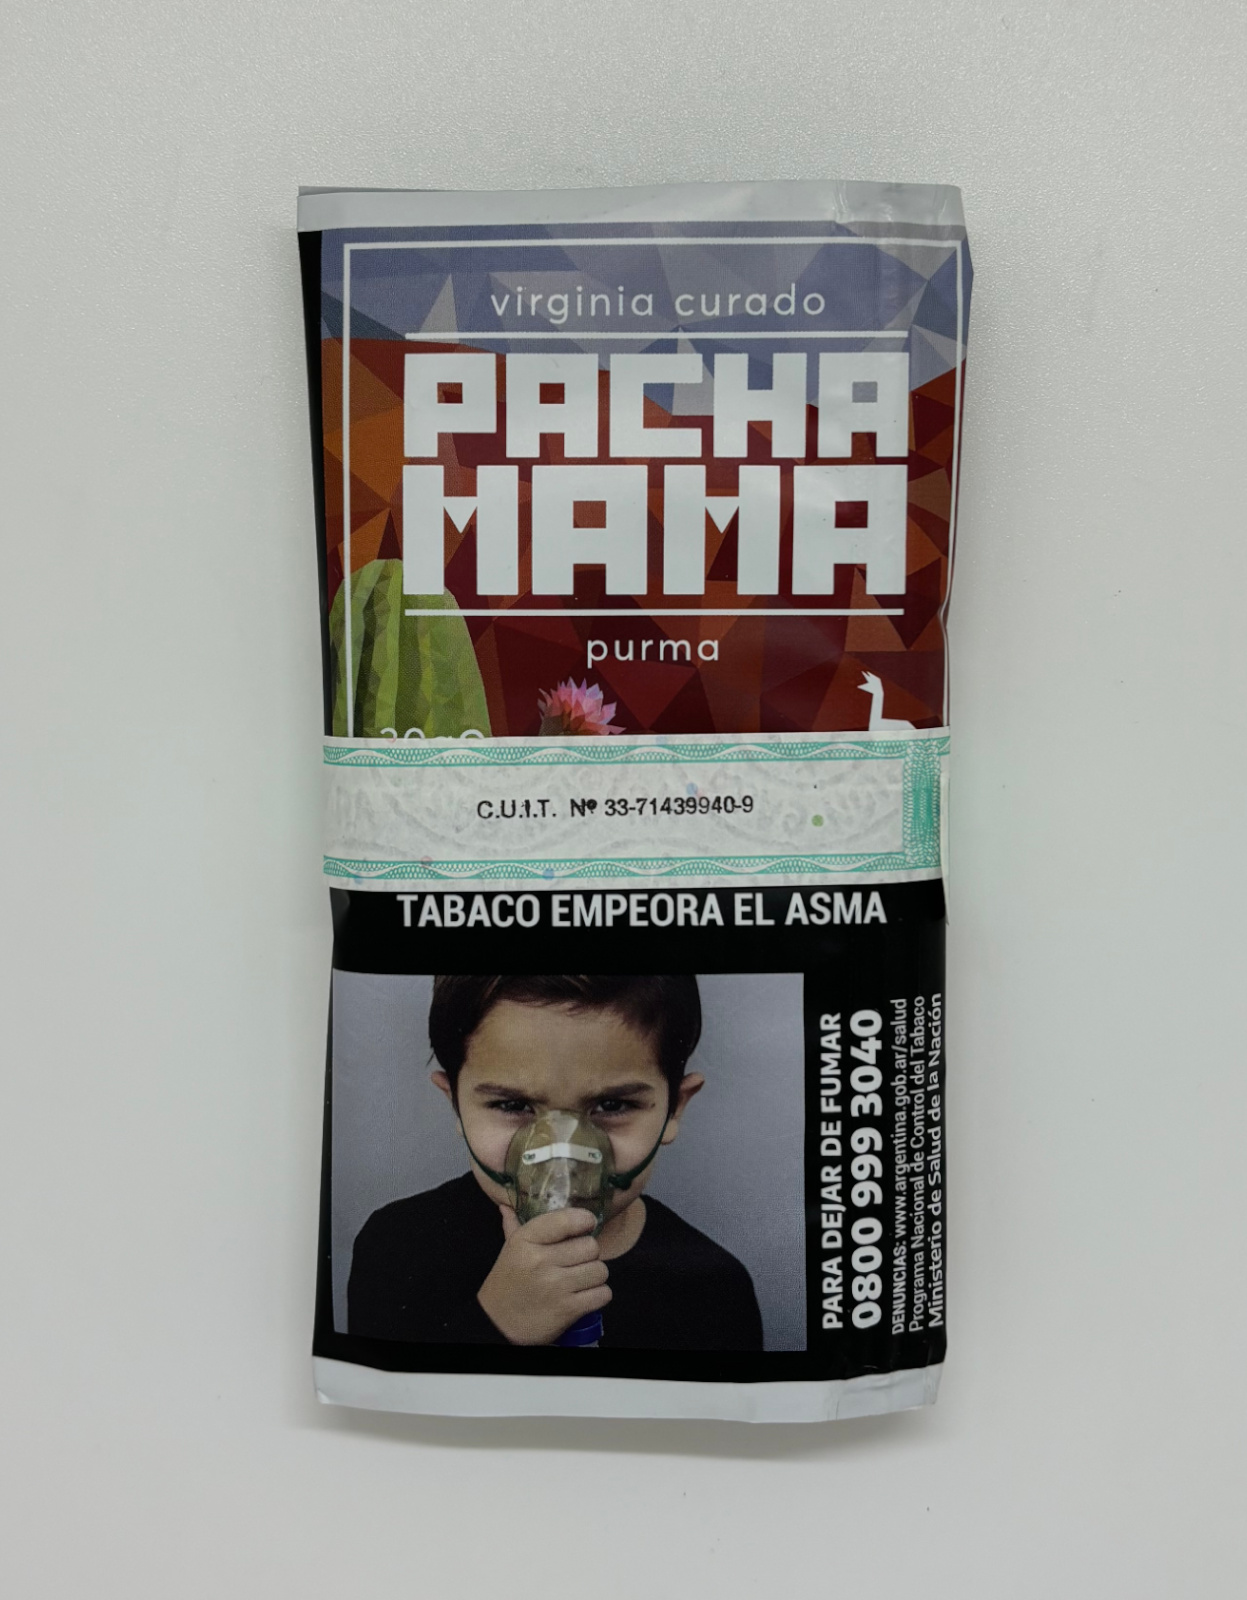 virginia curado
PACHA
MAMA
purma
C.U.I.T. Nº 33-71439940-9
TABACO EMPEORA EL ASMA
PARA DEJAR DE FUMAR
0800 999 3040
DENUNCIAS: www.argentina.gob.ar/salud
Programa Nacional de Control del Tabaco
Ministerio de Salud de la Nación